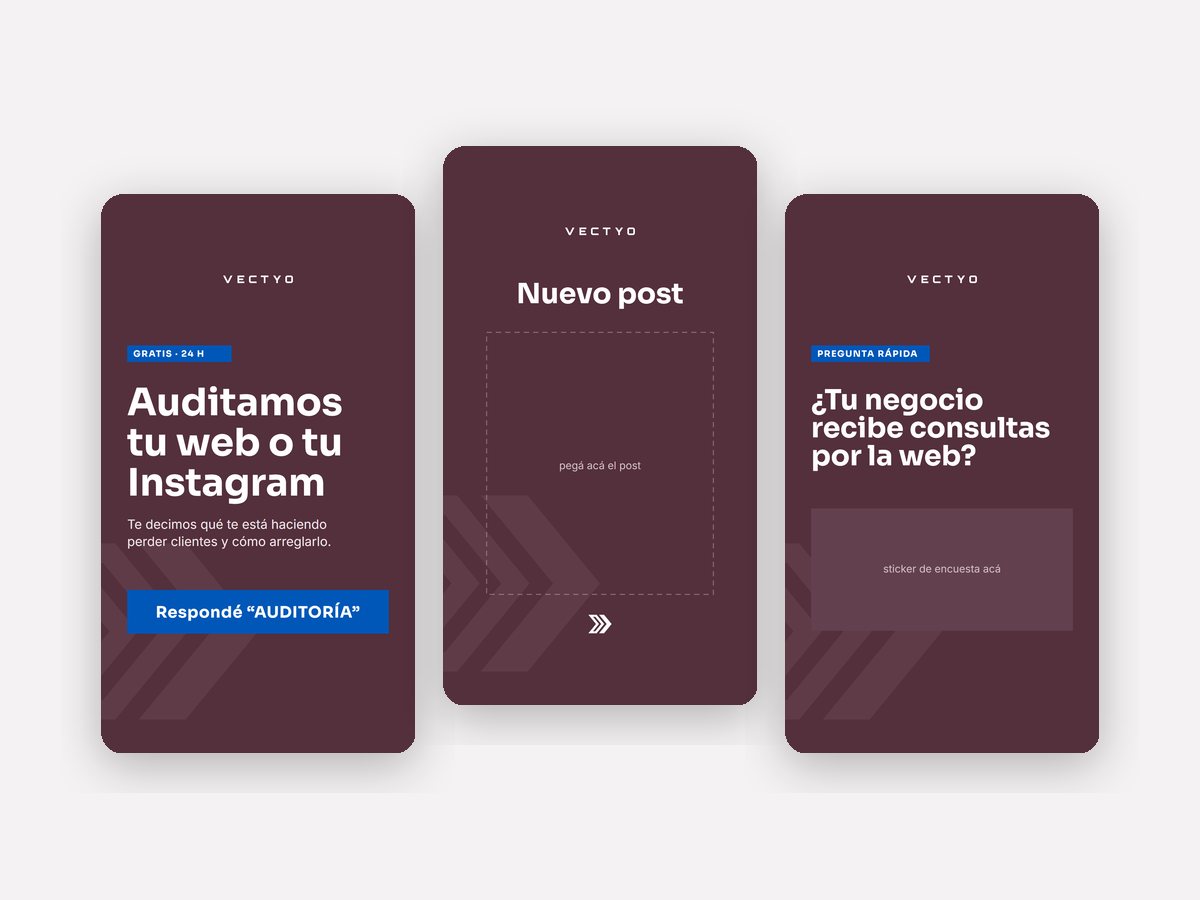 VECTYO
GRATIS · 24 H
Auditamos
tu web o tu
Instagram
Te decimos qué te está haciendo
perder clientes y cómo arreglarlo.
Respondé “AUDITORÍA”
VECTYO
Nuevo post
pegá acá el post
VECTYO
PREGUNTA RÁPIDA
¿Tu negocio
recibe consultas
por la web?
sticker de encuesta acá